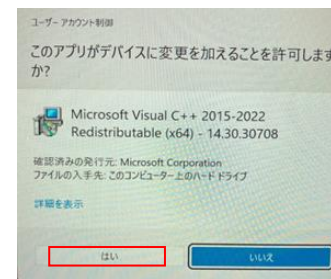 ユーザー アカウント制御
このアプリがデバイスに変更を加えることを許可します
か?
Microsoft Visual C++ 2015-2022
Redistributable (x64) - 14.30.30708
確認済みの発行元: Microsoft Corporation
ファイルの入手先: このコンピューター上のハード ドライブ
詳細を表示
はい
いいえ